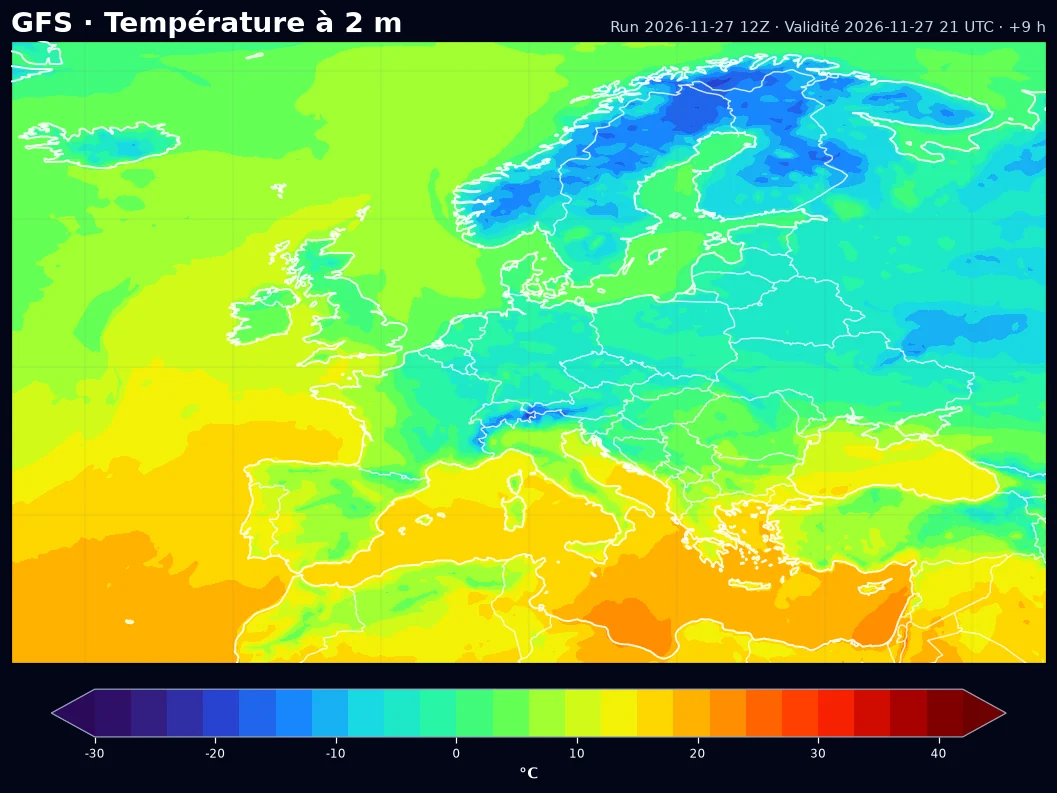 GFS · Température à 2 m
Run 2026-11-27 12Z · Validité 2026-11-27 21 UTC · +9 h
-30 -20 -10 0 10 20 30 40
°C